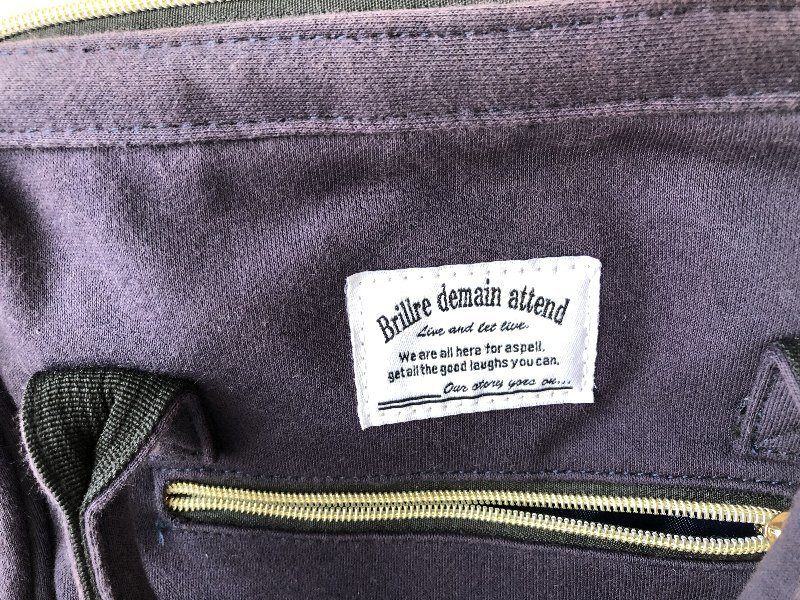 Brillre demain attend
Live and let live.
We are all here for aspell,
get all the good laughs you can.
Our story goes on...